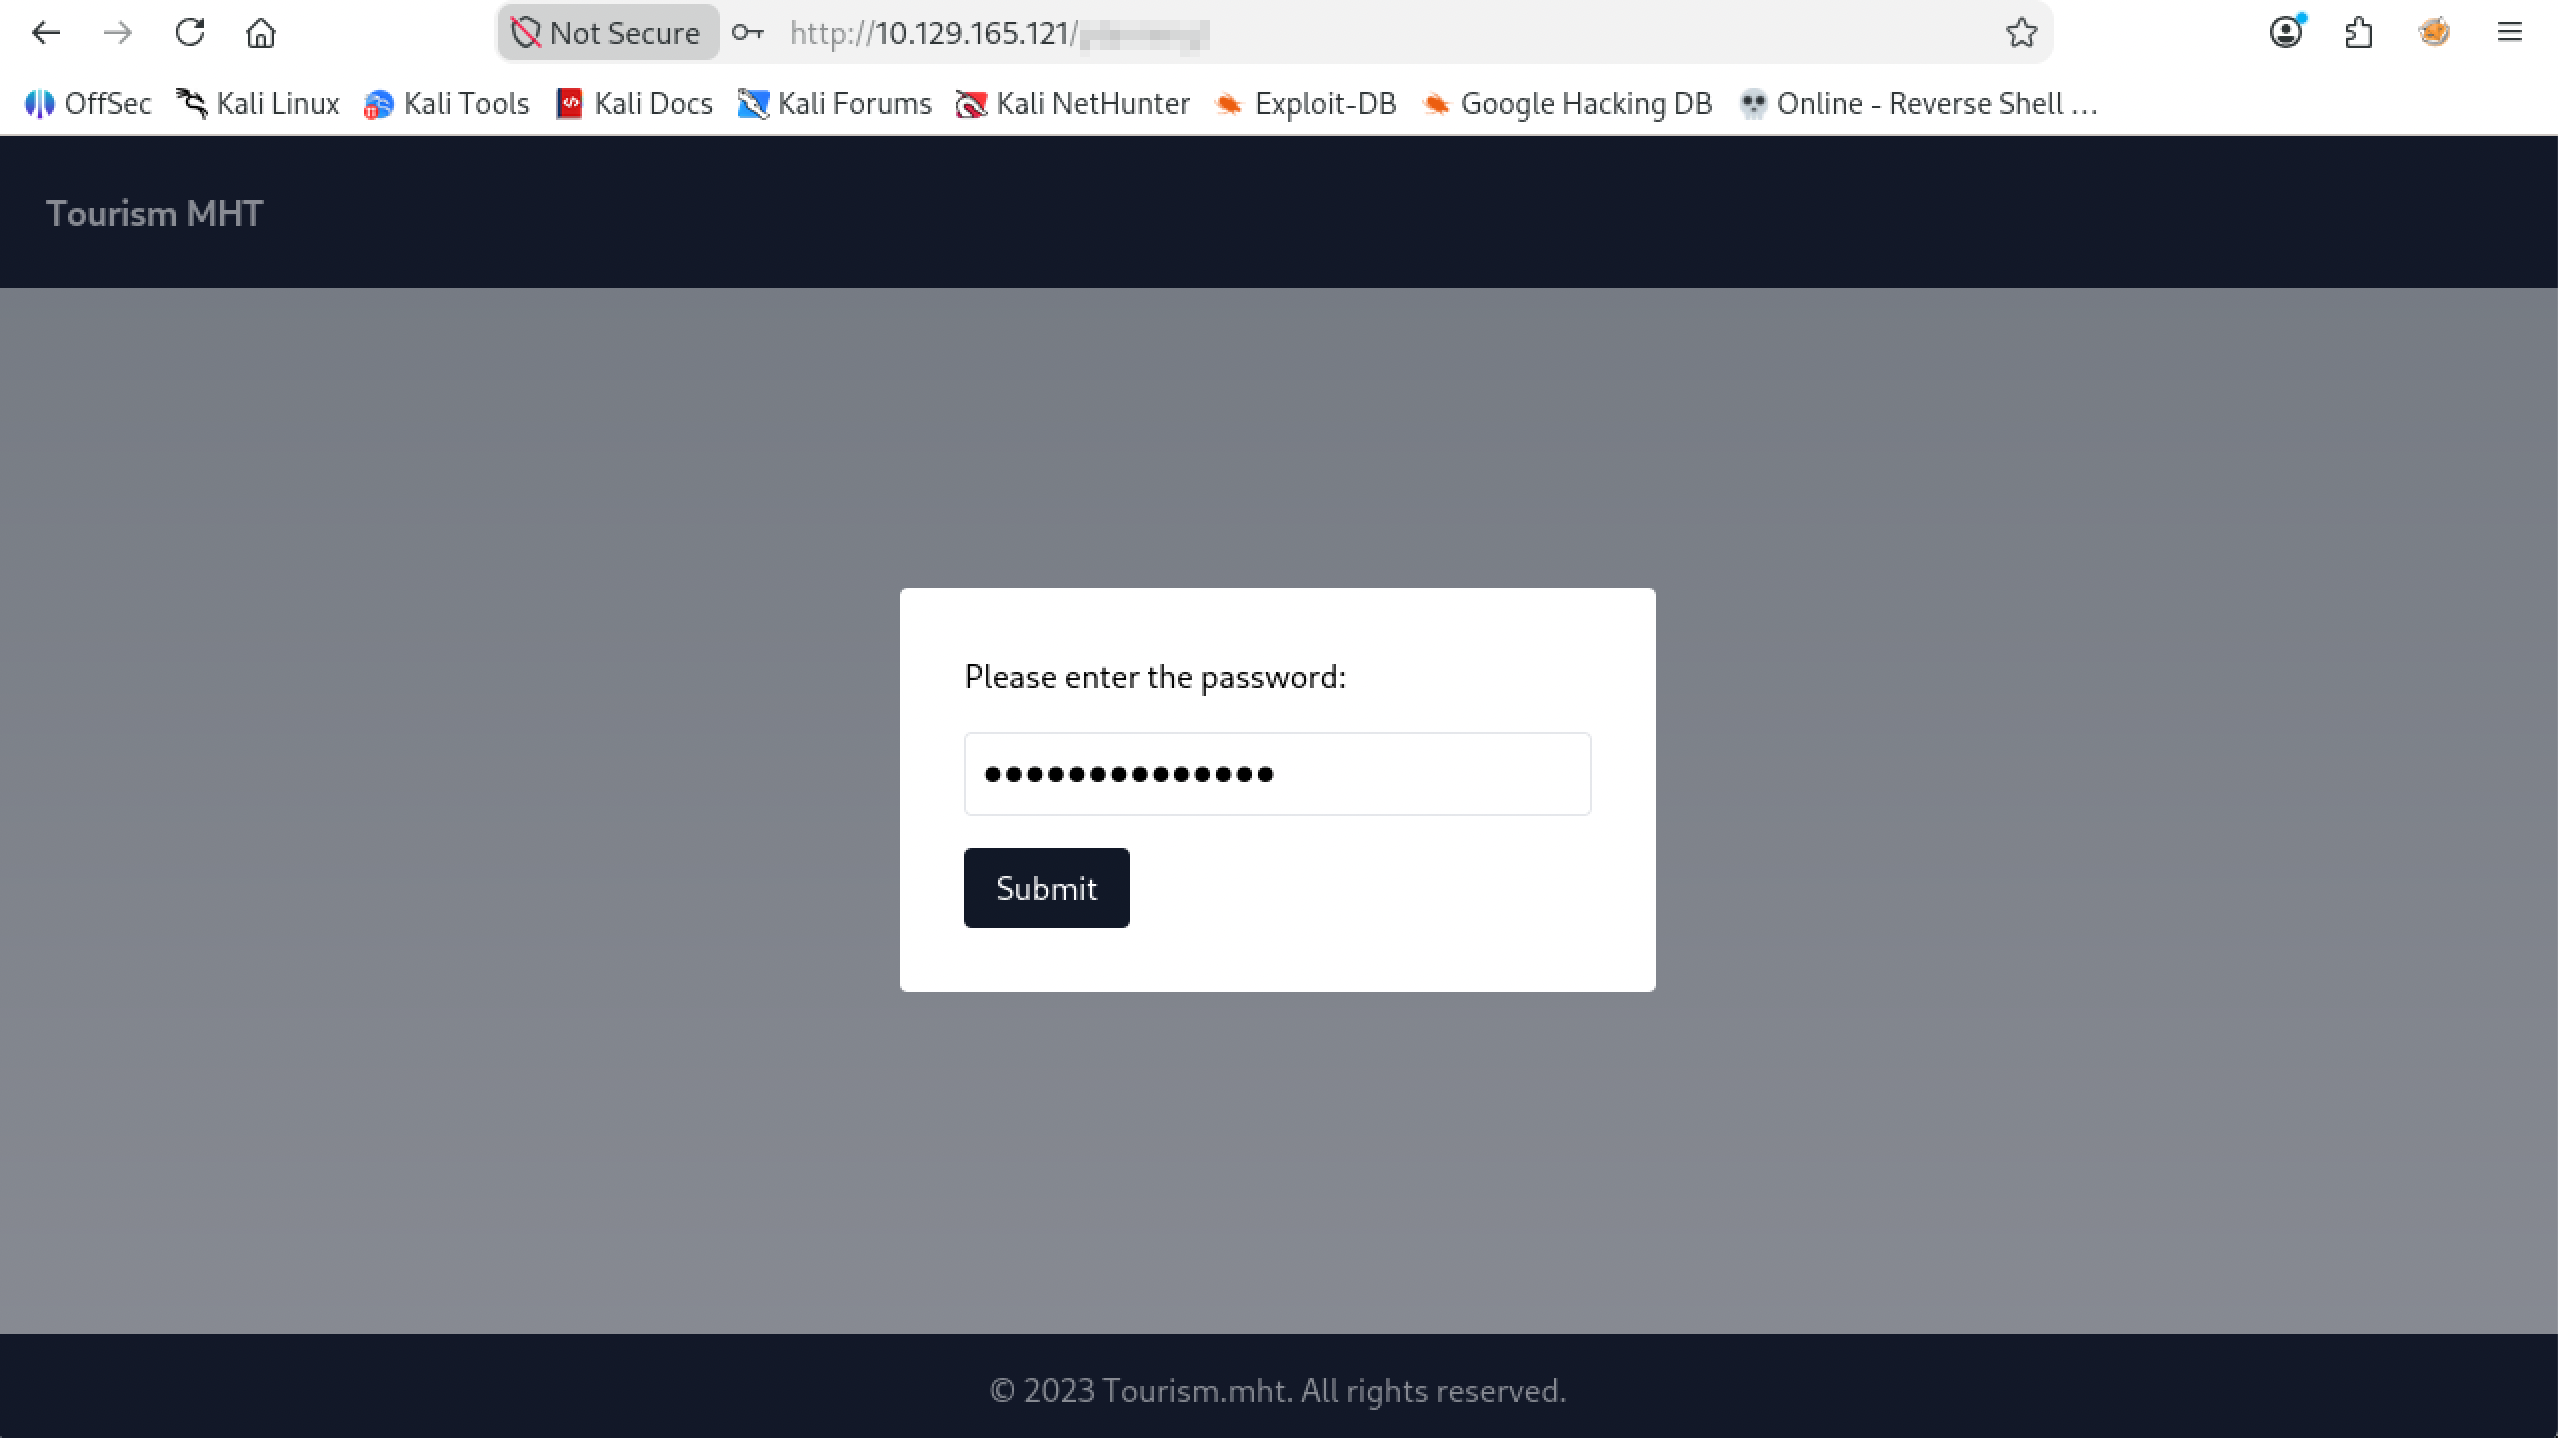 Not Secure http://10.129.165.121/
OffSec Kali Linux Kali Tools Kali Docs Kali Forums Kali NetHunter Exploit-DB Google Hacking DB Online - Reverse Shell ...
Tourism MHT
Please enter the password:
Submit
© 2023 Tourism.mht. All rights reserved.